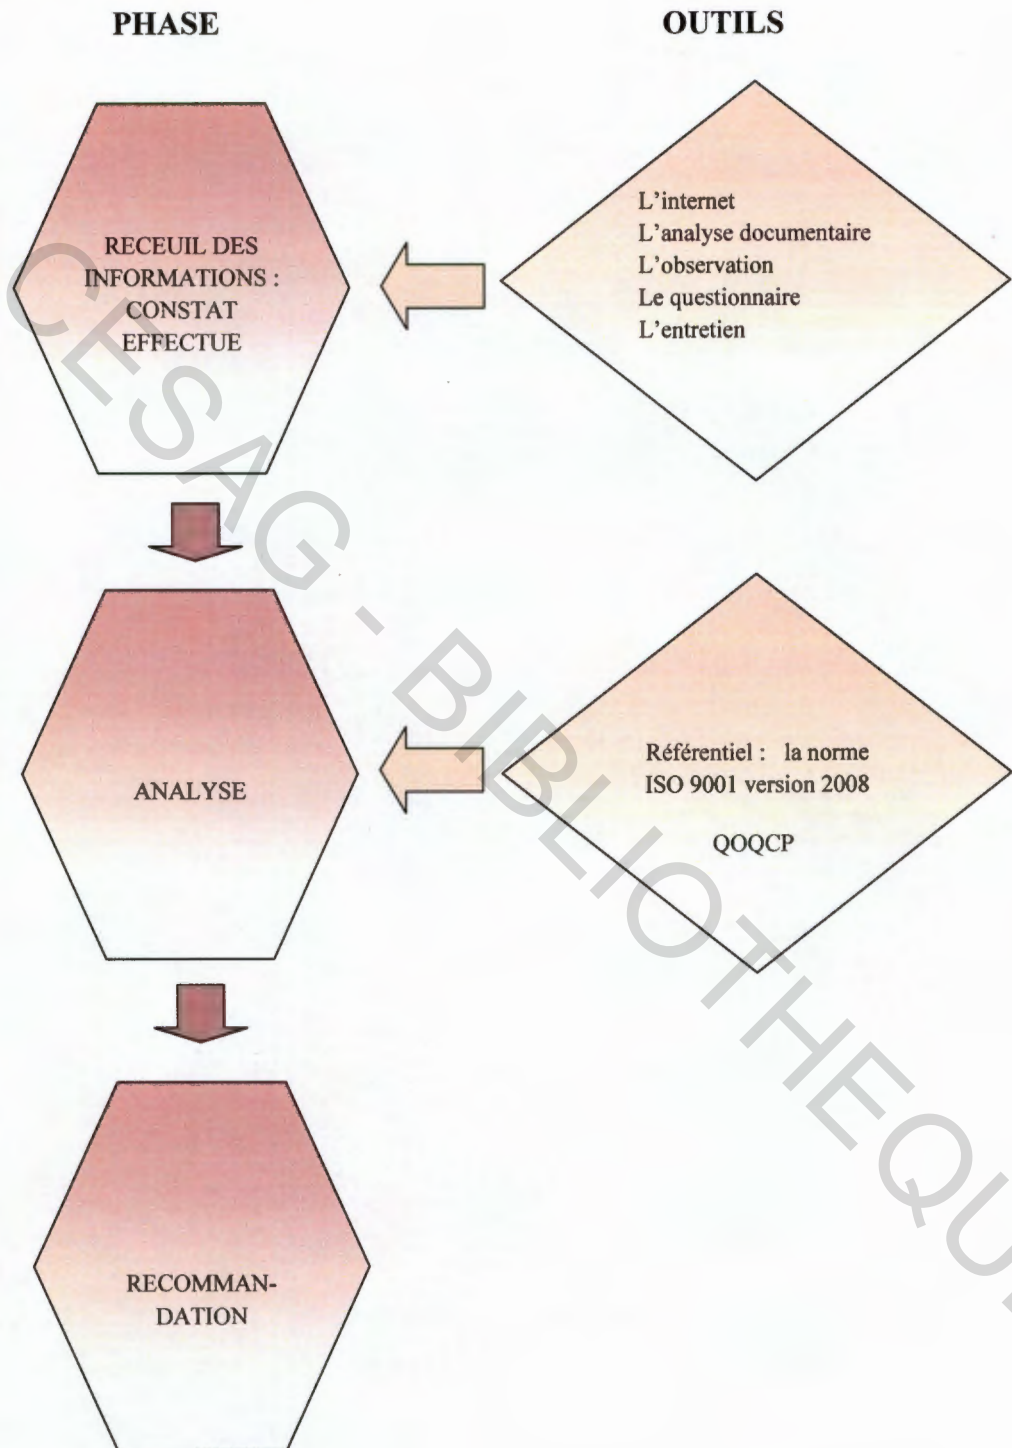 PHASE
OUTILS
RECEUIL DES
INFORMATIONS :
CONSTAT
EFFECTUE
L'internet
L'analyse documentaire
L'observation
Le questionnaire
L'entretien
ANALYSE
Référentiel : la norme
ISO 9001 version 2008
QOQCP
RECOMMAN-
DATION
CESAG - BIBLIOTHEQU